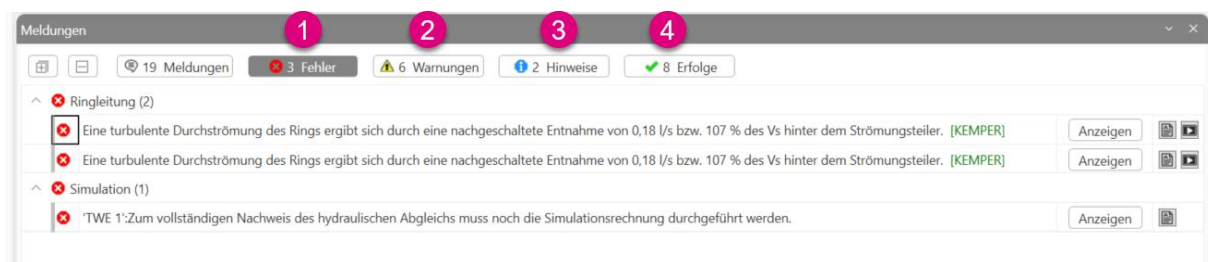 Meldungen
1 2 3 4
19 Meldungen 3 Fehler 6 Warnungen 2 Hinweise 8 Erfolge
Ringleitung (2)
Eine turbulente Durchströmung des Rings ergibt sich durch eine nachgeschaltete Entnahme von 0,18 l/s bzw. 107 % des Vs hinter dem Strömungsteiler. [KEMPER] Anzeigen
Eine turbulente Durchströmung des Rings ergibt sich durch eine nachgeschaltete Entnahme von 0,18 l/s bzw. 107 % des Vs hinter dem Strömungsteiler. [KEMPER] Anzeigen
Simulation (1)
'TWE 1':Zum vollständigen Nachweis des hydraulischen Abgleichs muss noch die Simulationsrechnung durchgeführt werden. Anzeigen